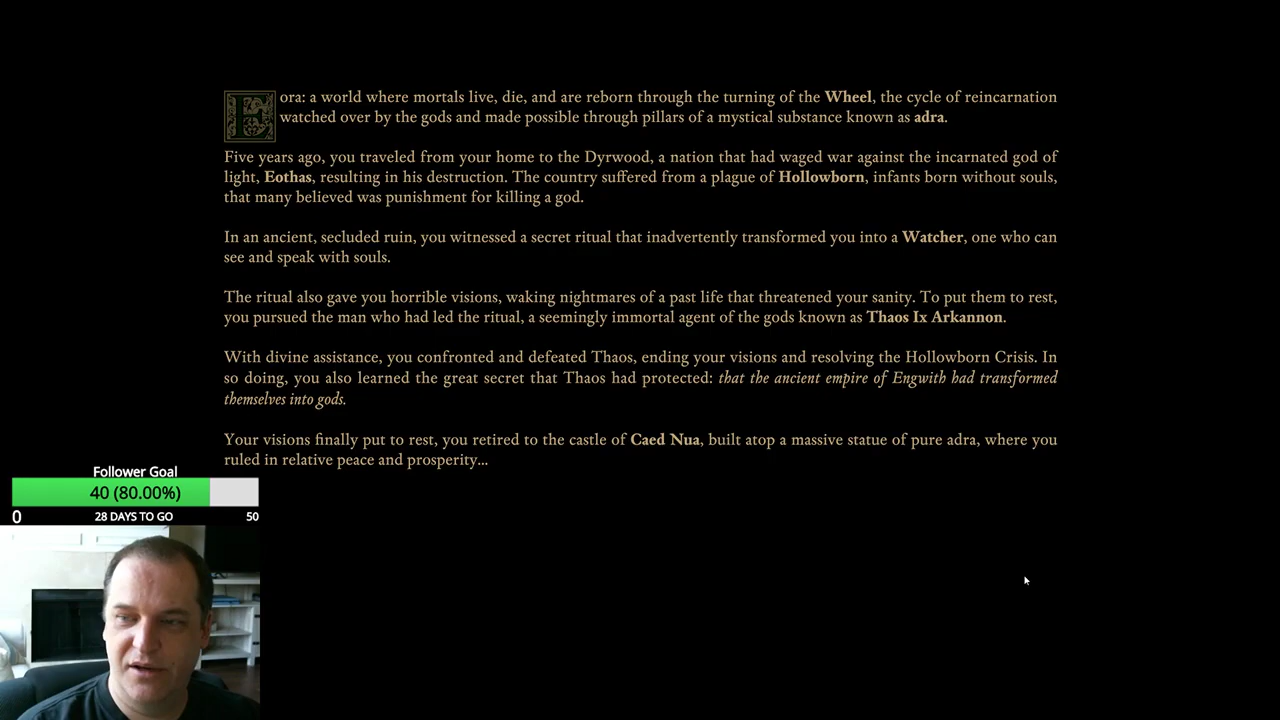 Eora: a world where mortals live, die, and are reborn through the turning of the Wheel, the cycle of reincarnation
watched over by the gods and made possible through pillars of a mystical substance known as adra.
Five years ago, you traveled from your home to the Dyrwood, a nation that had waged war against the incarnated god of
light, Eothas, resulting in his destruction. The country suffered from a plague of Hollowborn, infants born without souls,
that many believed was punishment for killing a god.
In an ancient, secluded ruin, you witnessed a secret ritual that inadvertently transformed you into a Watcher, one who can
see and speak with souls.
The ritual also gave you horrible visions, waking nightmares of a past life that threatened your sanity. To put them to rest,
you pursued the man who had led the ritual, a seemingly immortal agent of the gods known as Thaos Ix Arkannon.
With divine assistance, you confronted and defeated Thaos, ending your visions and resolving the Hollowborn Crisis. In
so doing, you also learned the great secret that Thaos had protected: that the ancient empire of Engwith had transformed
themselves into gods.
Your visions finally put to rest, you retired to the castle of Caed Nua, built atop a massive statue of pure adra, where you
ruled in relative peace and prosperity...
Follower Goal
40 (80.00%)
0 28 DAYS TO GO 50